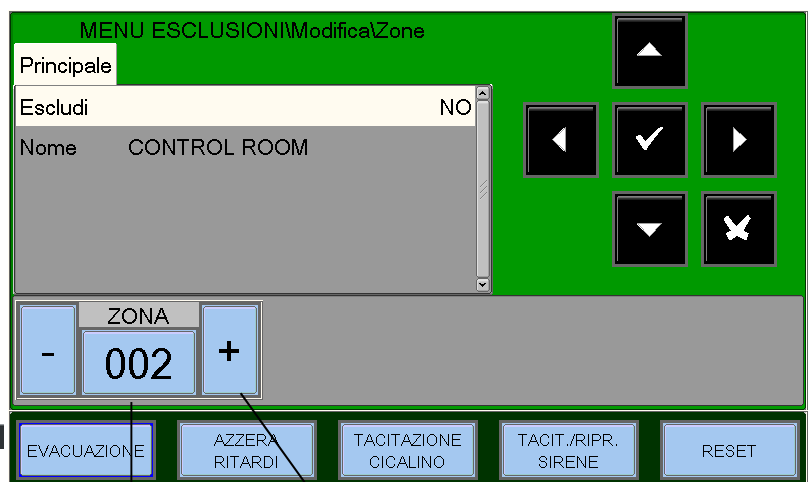 MENU ESCLUSIONI\Modifica\Zone
Principale
Escludi NO
Nome CONTROL ROOM
ZONA
- 002 +
EVACUAZIONE
AZZERA
RITARDI
TACITAZIONE
CICALINO
TACIT./RIPR.
SIRENE
RESET